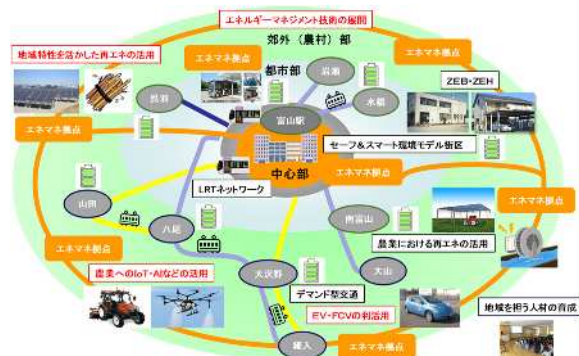 エネルギーマネジメント技術の展開
郊外（農村）部
地域特性を活かした再エネの活用
エネマネ拠点
エネマネ拠点
エネマネ拠点
都市部
岩瀬
水橋
ZEB・ZEH
呉羽
富山駅
エネマネ拠点
セーフ＆スマート環境モデル街区
中心部
エネマネ拠点
エネマネ拠点
LRTネットワーク
山田
八尾
南富山
農業における再エネの活用
エネマネ拠点
大沢野
大山
農業へのIoT・AIなどの活用
デマンド型交通
EV・FCVの利活用
地域を担う人材の育成
細入
エネマネ拠点